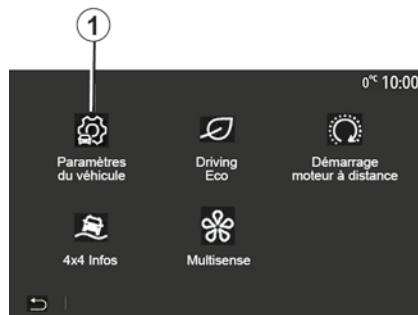 1
0°C 10:00
Paramètres
du véhicule
Driving
Eco
Démarrage
moteur à distance
4x4 Infos
Multisense